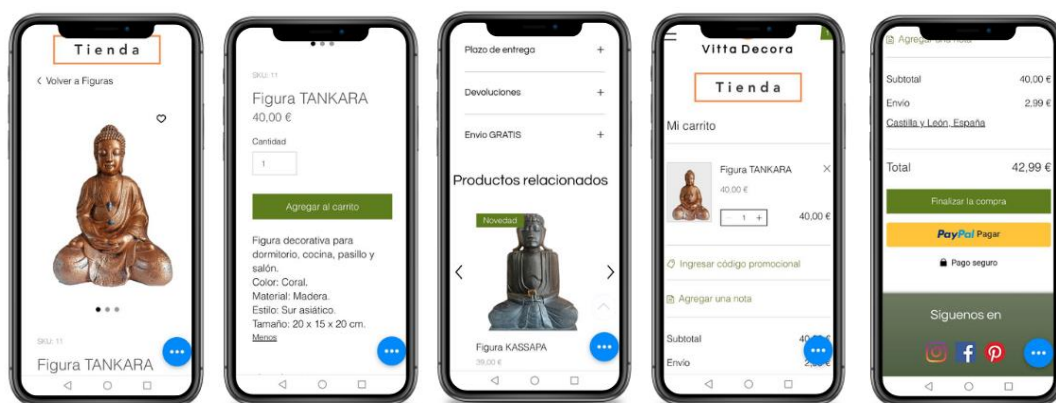 Tienda
< Volver a Figuras
SKU: 11
Figura TANKARA
SKU: 11
Figura TANKARA
40,00 €
Cantidad
1
Agregar al carrito
Figura decorativa para
dormitorio, cocina, pasillo y
salón.
Color: Coral.
Material: Madera.
Estilo: Sur asiático.
Tamaño: 20 x 15 x 20 cm.
Menos
Plazo de entrega +
Devoluciones +
Envio GRATIS +
Productos relacionados
Novedad
Figura KASSAPA
39,00 €
Vitta Decora
Tienda
Mi carrito
Figura TANKARA
40,00 €
- 1 + 40,00 €
Ingresar código promocional
Agregar una nota
Subtotal
Envío
Agregar una nota
Subtotal 40,00 €
Envío 2,99 €
Castilla y León, España
Total 42,99 €
Finalizar la compra
PayPal Pagar
Pago seguro
Síguenos en